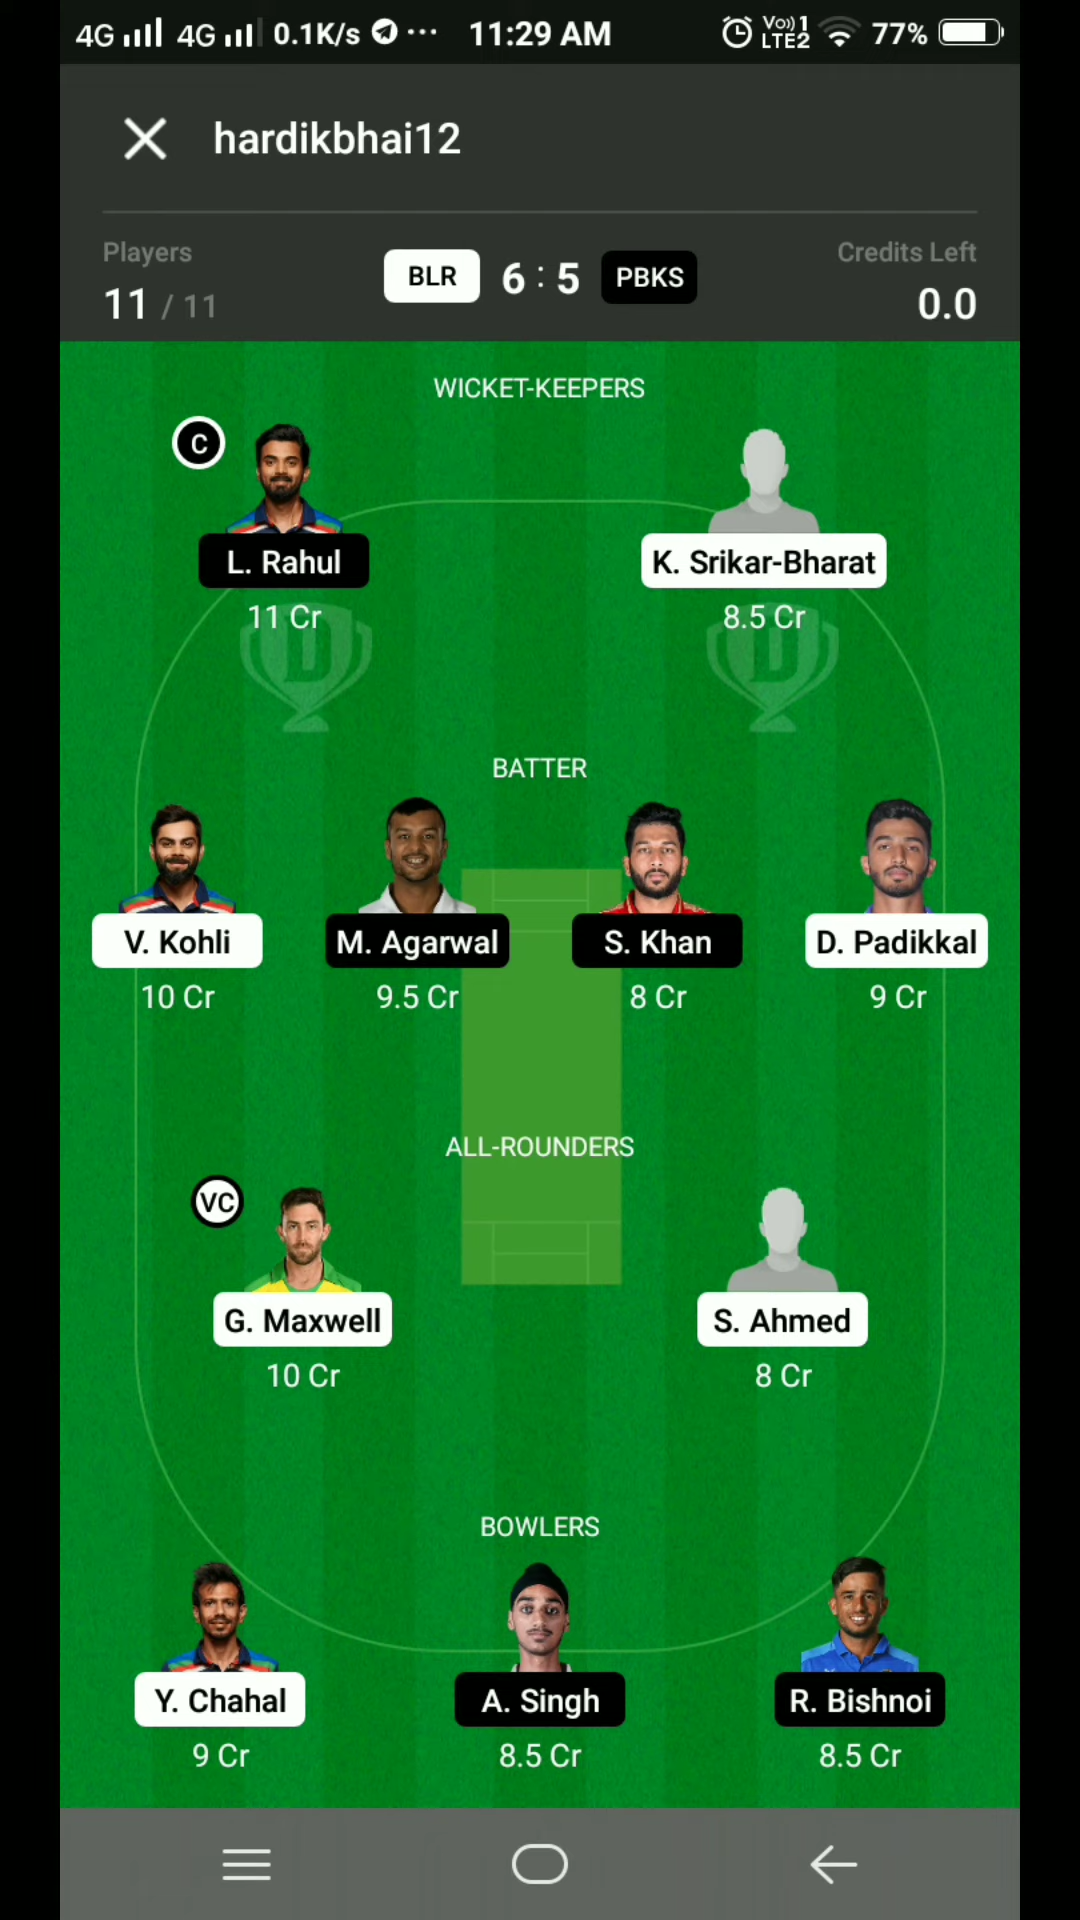 4G 4G 0.1K/s ... 11:29 AM Vo)) 1 LTE2 77%
hardikbhai12
Players BLR 6 : 5 PBKS Credits Left
11 / 11 0.0
WICKET-KEEPERS
C
L. Rahul K. Srikar-Bharat
11 Cr 8.5 Cr
D D
BATTER
V. Kohli M. Agarwal S. Khan D. Padikkal
10 Cr 9.5 Cr 8 Cr 9 Cr
ALL-ROUNDERS
VC
G. Maxwell S. Ahmed
10 Cr 8 Cr
BOWLERS
Y. Chahal A. Singh R. Bishnoi
9 Cr 8.5 Cr 8.5 Cr